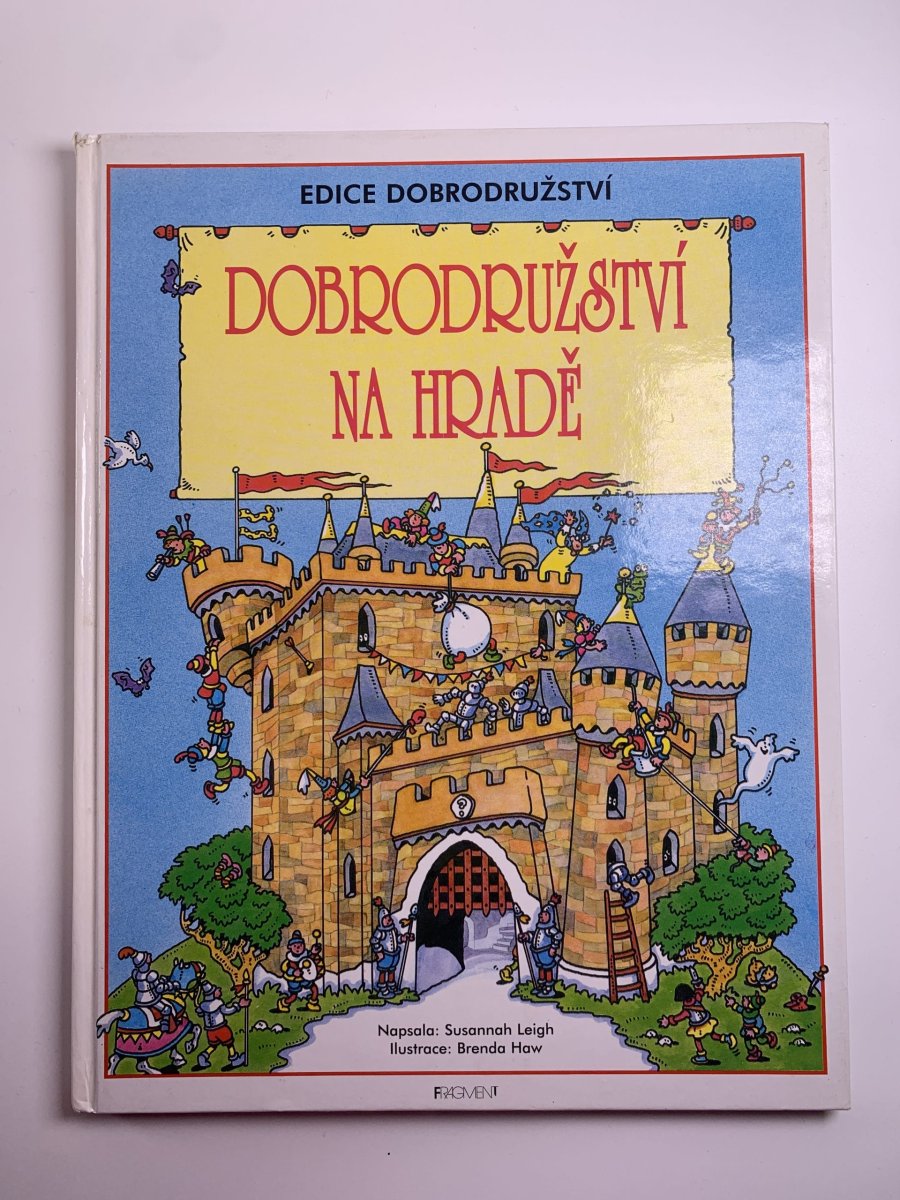 EDICE DOBRODRUŽSTVÍ
DOBRODRUŽSTVÍ
NA HRADĚ
?
Napsala: Susannah Leigh
Ilustrace: Brenda Haw
FRAGMENT